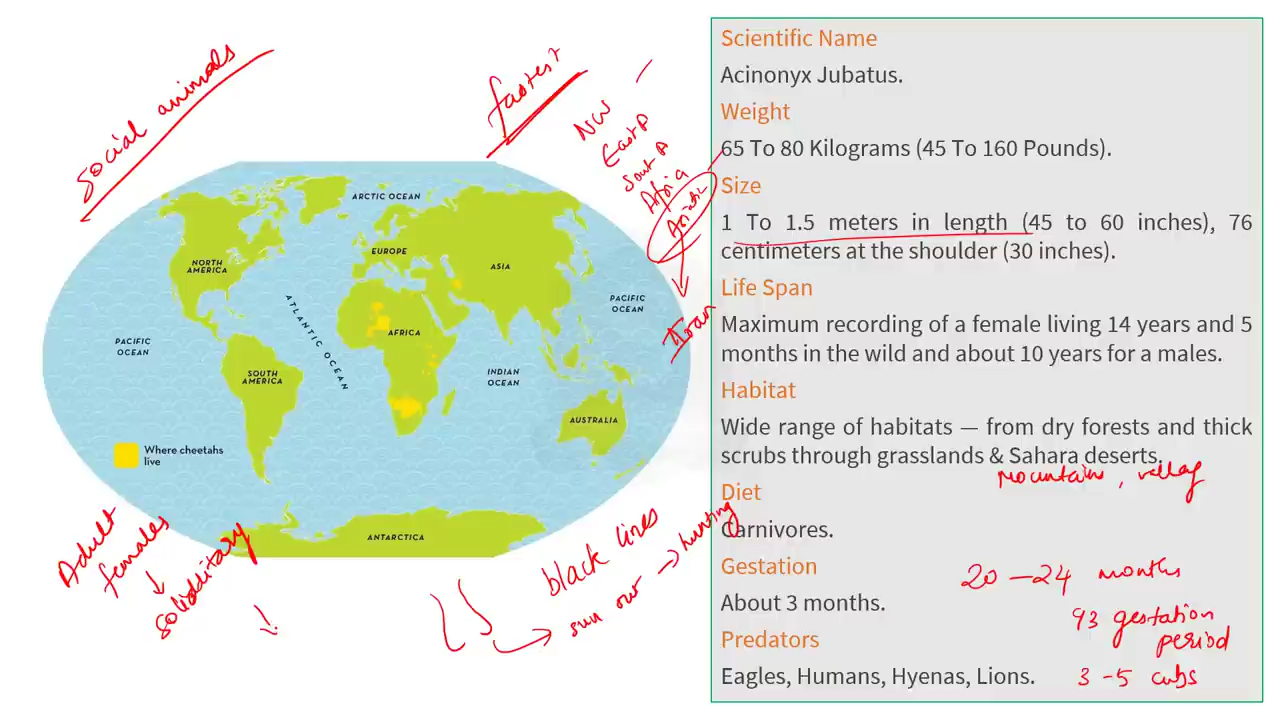 Social animals
fastest
NW
East A
Sout A
Africa
Asiatic
Iran
ARCTIC OCEAN
NORTH
AMERICA
EUROPE
ASIA
ATLANTIC OCEAN
PACIFIC
OCEAN
AFRICA
PACIFIC
OCEAN
SOUTH
AMERICA
INDIAN
OCEAN
AUSTRALIA
Where cheetahs
live
ANTARCTICA
Adult
females
black lines
sun → hunting
Scientific Name
Acinonyx Jubatus.
Weight
65 To 80 Kilograms (45 To 160 Pounds).
Size
1 To 1.5 meters in length (45 to 60 inches), 76
centimeters at the shoulder (30 inches).
Life Span
Maximum recording of a female living 14 years and 5
months in the wild and about 10 years for a males.
Habitat
Wide range of habitats — from dry forests and thick
scrubs through grasslands & Sahara deserts.
Diet
Carnivores.
Gestation
20 – 24 months
About 3 months.
93 gestation
period
Predators
Eagles, Humans, Hyenas, Lions.
3 - 5 cubs